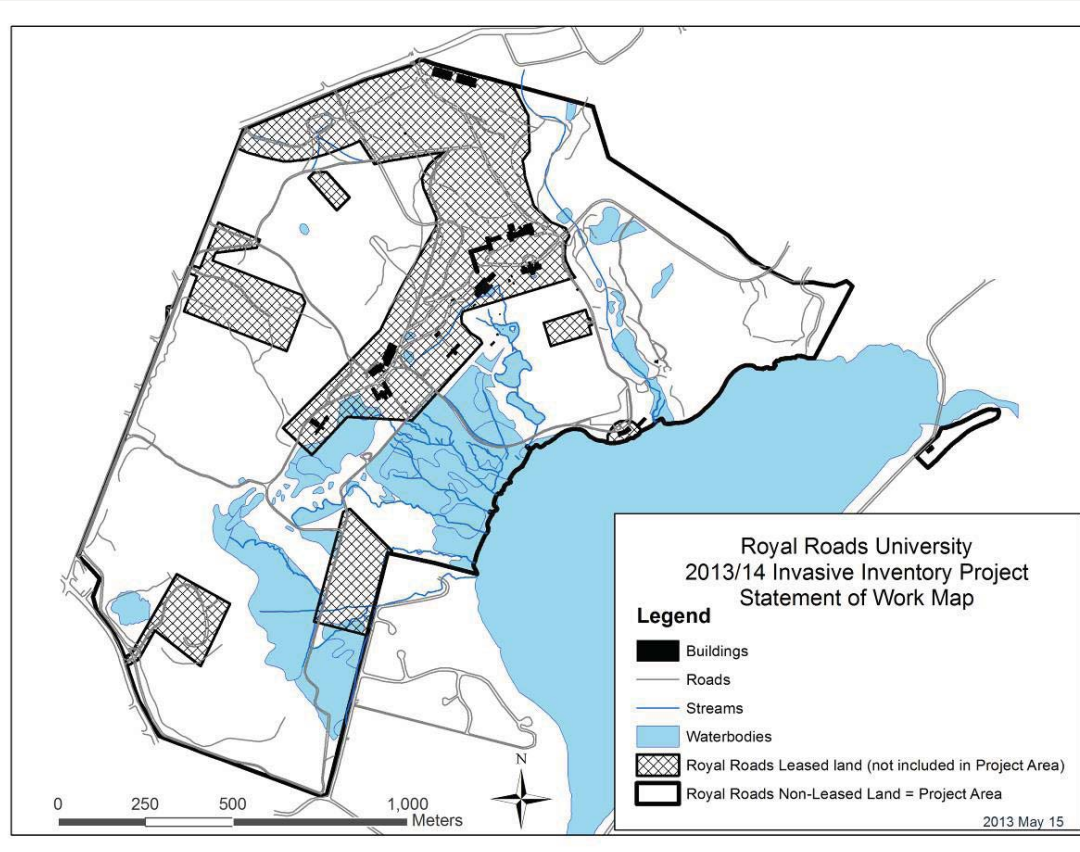 Royal Roads University
2013/14 Invasive Inventory Project
Statement of Work Map
Legend
Buildings
Roads
Streams
Waterbodies
Royal Roads Leased land (not included in Project Area)
Royal Roads Non-Leased Land = Project Area
2013 May 15
N
0 250 500 1,000
Meters